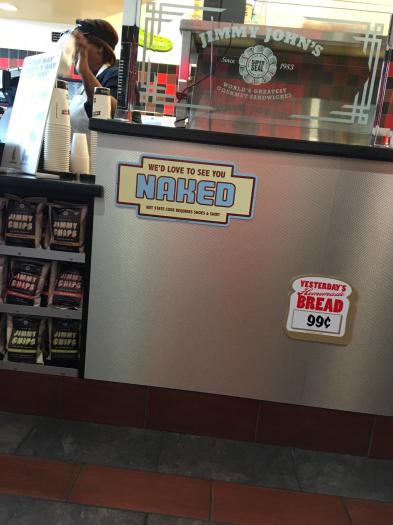 JIMMY JOHN'S
Since 1983
WORLD'S GREATEST
GOURMET SANDWICHES
WE'D LOVE TO SEE YOU
NAKED
BUT STATE CODE REQUIRES SHOES & SHIRT
YESTERDAY'S
Homemade
BREAD
99¢
JIMMY CHIPS
JIMMY CHIPS
JIMMY CHIPS
JIMMY CHIPS
JIMMY CHIPS
JIMMY CHIPS